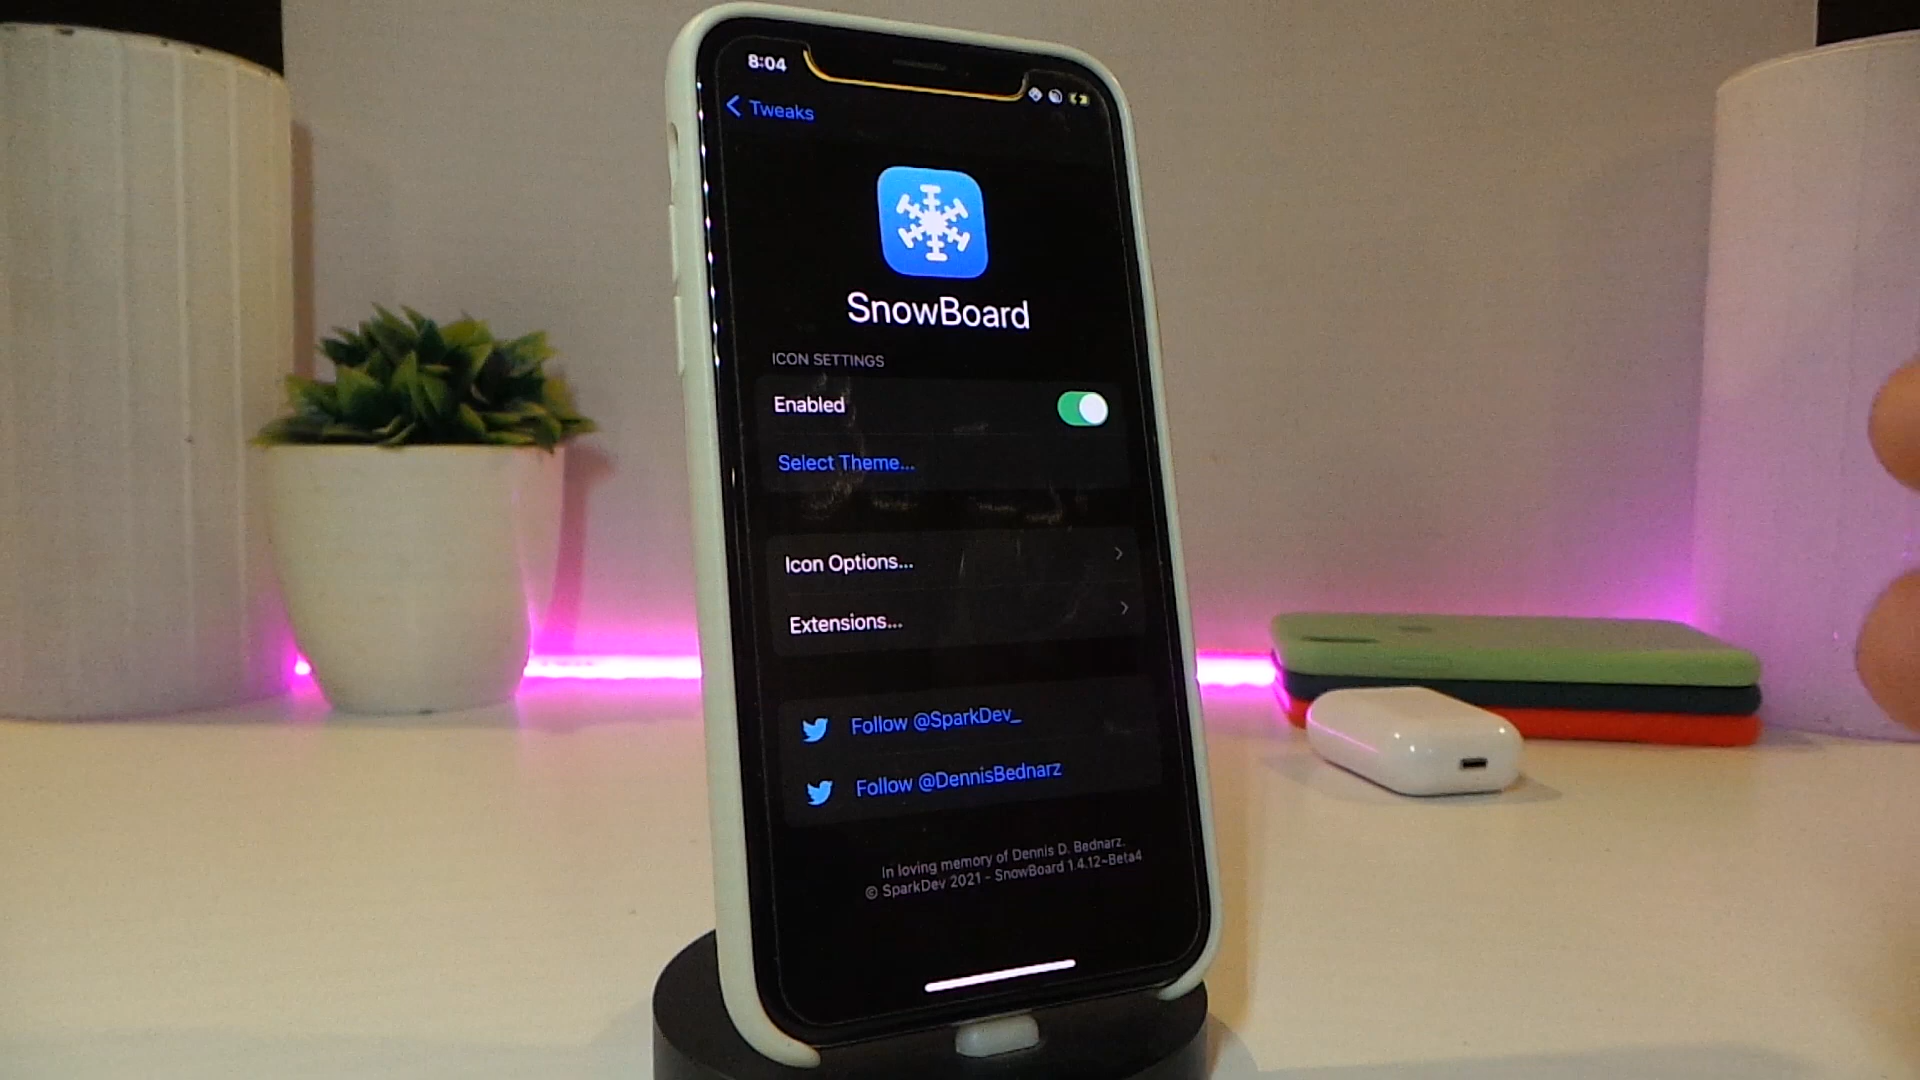 8:04
Tweaks
SnowBoard
ICON SETTINGS
Enabled
Select Theme...
Icon Options...
Extensions...
Follow @SparkDev_
Follow @DennisBednarz
In loving memory of Dennis D. Bednarz.
© SparkDev 2021 - SnowBoard 1.4.12~Beta4